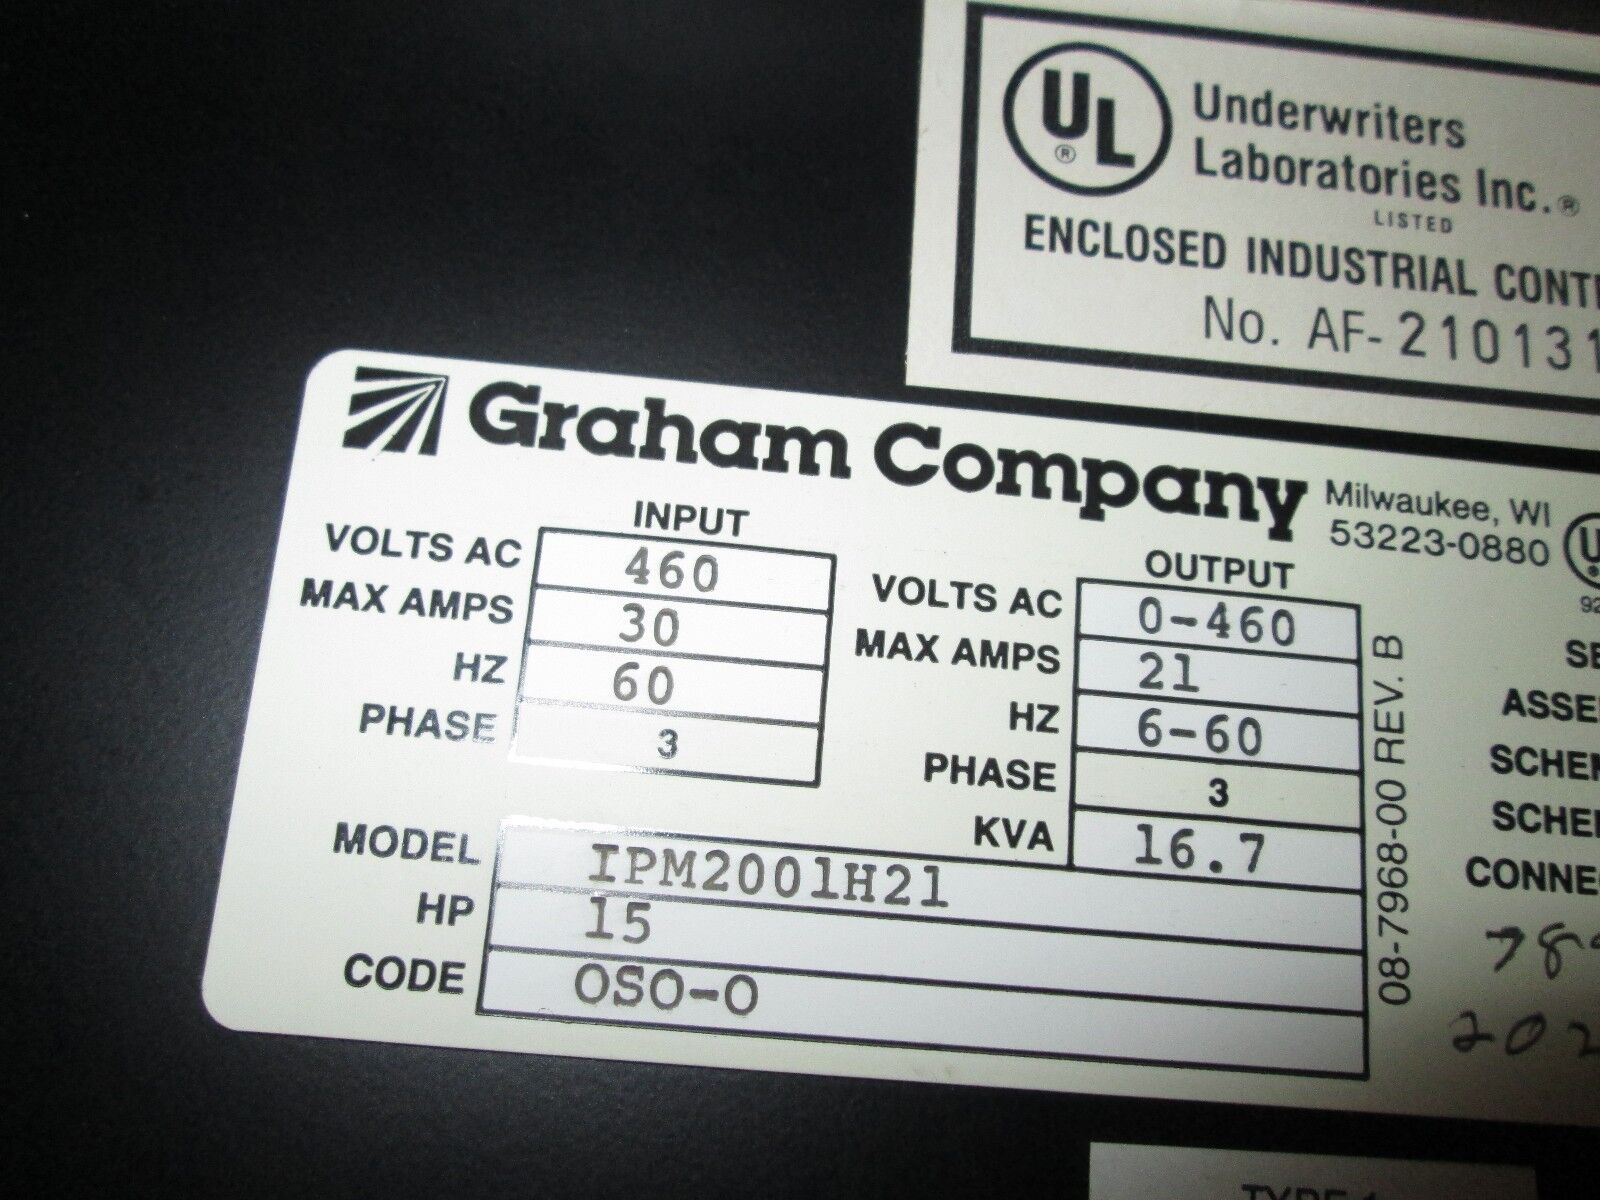 UL
®
Underwriters
Laboratories Inc.®
LISTED
ENCLOSED INDUSTRIAL
No. AF-210131
Graham Company
Milwaukee, WI
53223-0880
INPUT
VOLTS AC 460
MAX AMPS 30
HZ 60
PHASE 3
OUTPUT
VOLTS AC 0-460
MAX AMPS 21
HZ 6-60
PHASE 3
KVA 16.7
MODEL IPM2001H21
HP 15
CODE OSO-O
08-7968-00 REV. B